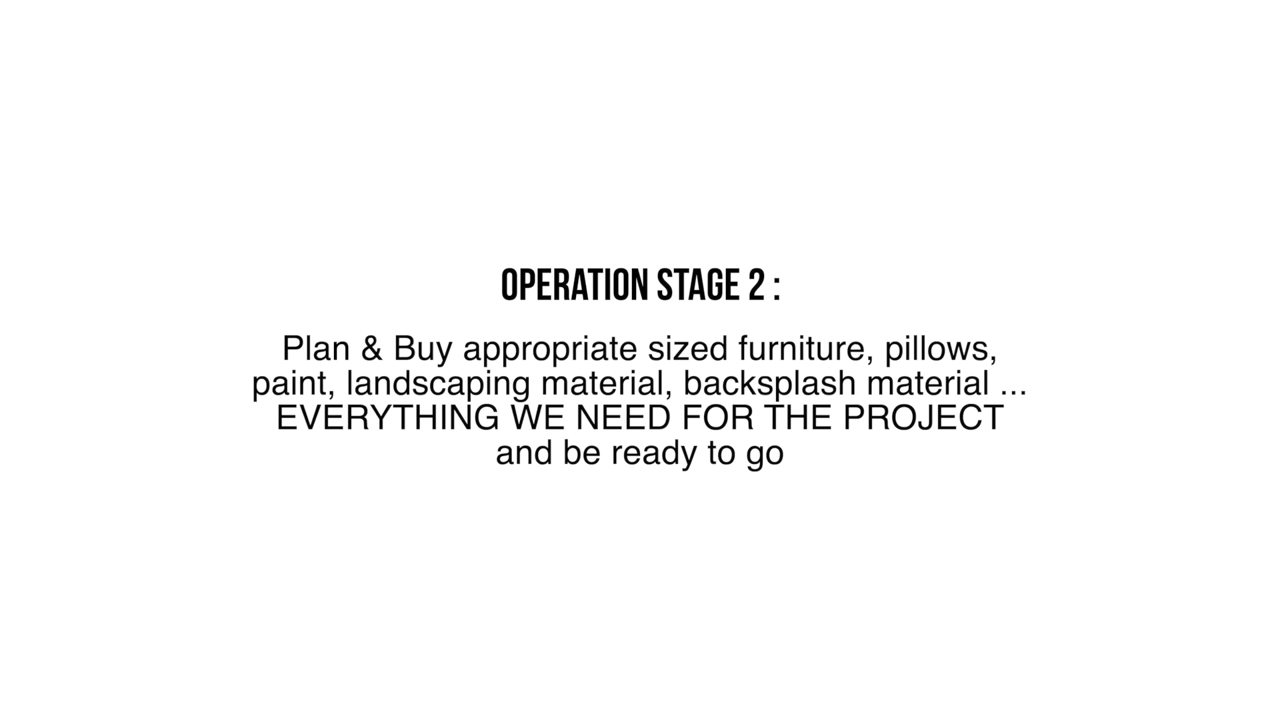 OPERATION STAGE 2 :
Plan & Buy appropriate sized furniture, pillows,
paint, landscaping material, backsplash material ...
EVERYTHING WE NEED FOR THE PROJECT
and be ready to go